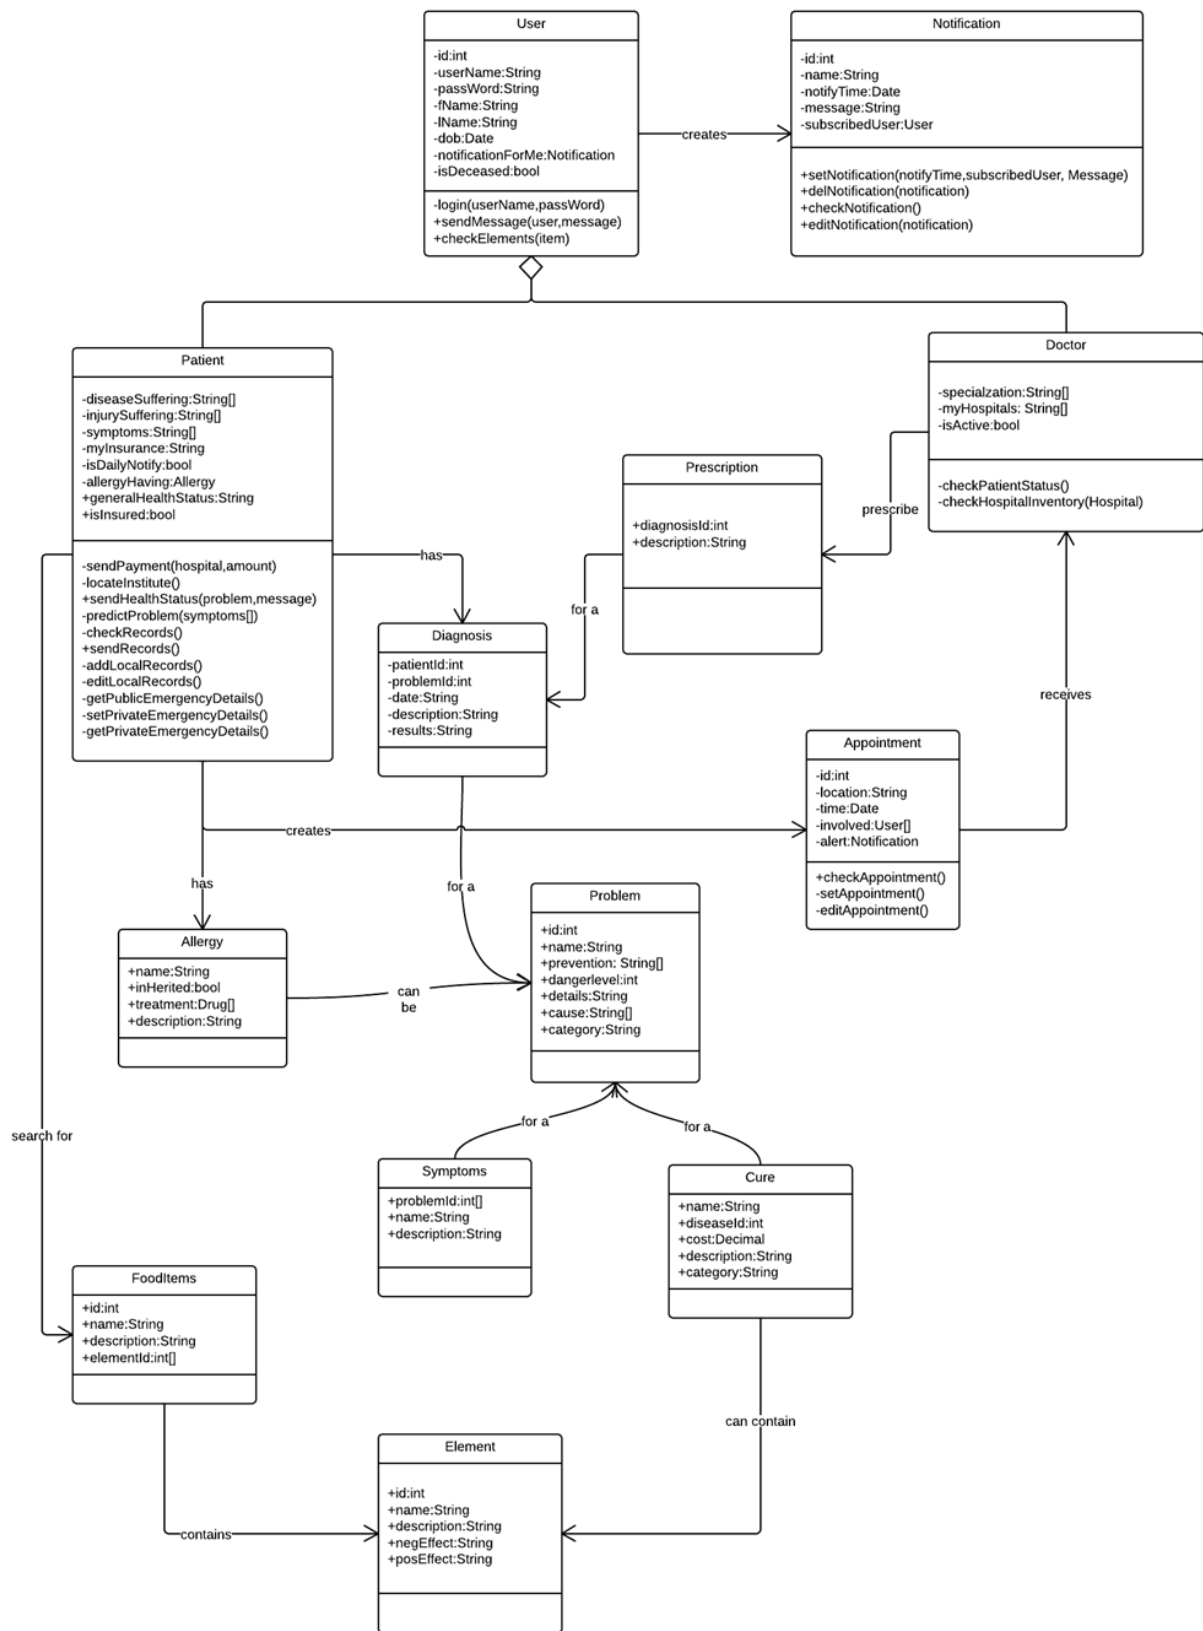 User
-id:int
-userName:String
-passWord:String
-fName:String
-lName:String
-dob:Date
-notificationForMe:Notification
-isDeceased:bool
-login(userName,passWord)
+sendMessage(user,message)
+checkElements(item)
creates
Notification
-id:int
-name:String
-notifyTime:Date
-message:String
-subscribedUser:User
+setNotification(notifyTime,subscribedUser, Message)
+delNotification(notification)
+checkNotification()
+editNotification(notification)
Patient
-diseaseSuffering:String[]
-injurySuffering:String[]
-symptoms:String[]
-myInsurance:String
-isDailyNotify:bool
-allergyHaving:Allergy
+generalHealthStatus:String
+isInsured:bool
-sendPayment(hospital,amount)
-locateInstitute()
+sendHealthStatus(problem,message)
-predictProblem(symptoms[])
-checkRecords()
+sendRecords()
-addLocalRecords()
-editLocalRecords()
-getPublicEmergencyDetails()
-setPrivateEmergencyDetails()
-getPrivateEmergencyDetails()
Doctor
-specialzation:String[]
-myHospitals: String[]
-isActive:bool
-checkPatientStatus()
-checkHospitalInventory(Hospital)
prescribe
Prescription
+diagnosisId:int
+description:String
has
for a
Diagnosis
-patientId:int
-problemId:int
-date:String
-description:String
-results:String
receives
Appointment
-id:int
-location:String
-time:Date
-involved:User[]
-alert:Notification
+checkAppointment()
-setAppointment()
-editAppointment()
creates
has
for a
Allergy
+name:String
+inHerited:bool
+treatment:Drug[]
+description:String
can
be
Problem
+id:int
+name:String
+prevention: String[]
+dangerlevel:int
+details:String
+cause:String[]
+category:String
search for
for a
for a
Symptoms
+problemId:int[]
+name:String
+description:String
Cure
+name:String
+diseaseId:int
+cost:Decimal
+description:String
+category:String
FoodItems
+id:int
+name:String
+description:String
+elementId:int[]
can contain
contains
Element
+id:int
+name:String
+description:String
+negEffect:String
+posEffect:String